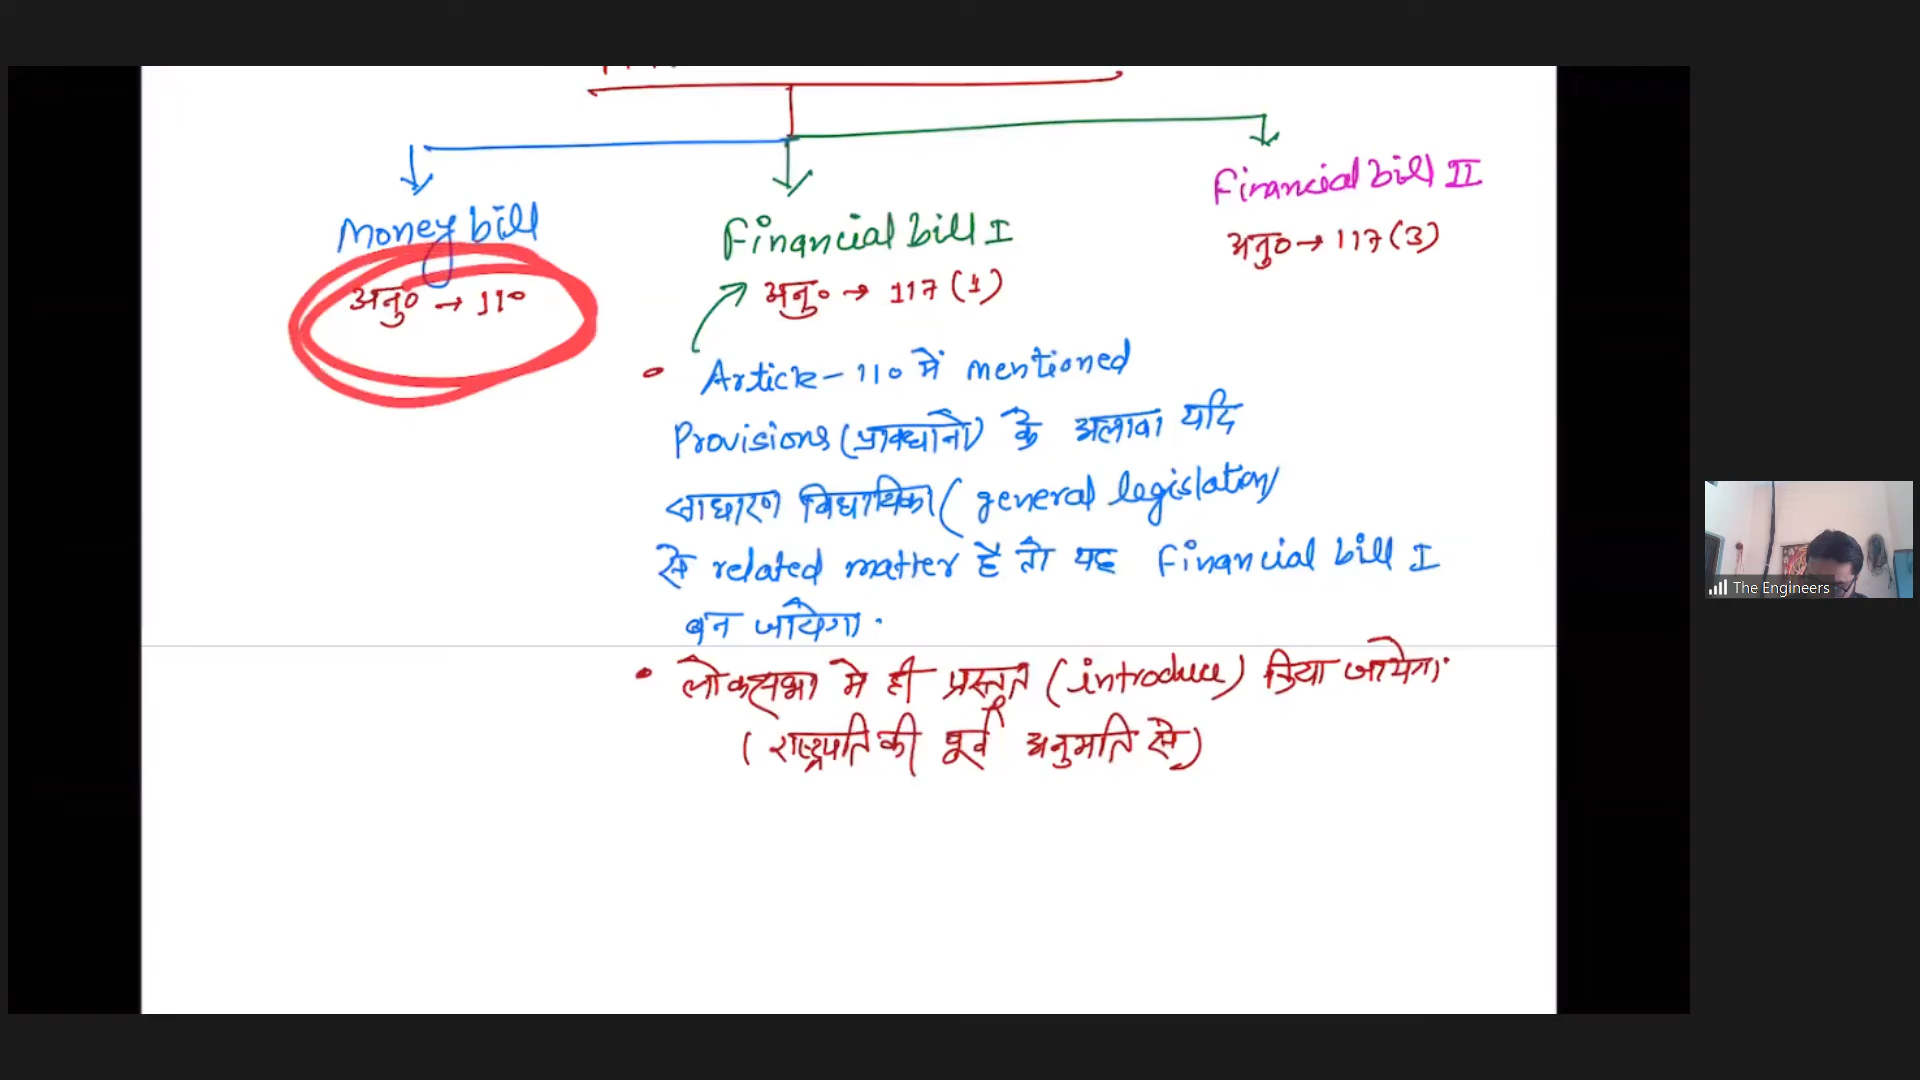 Money bill
अनु० → 110
Financial bill I
अनु० → 117 (1)
Financial bill II
अनु० → 117 (3)
• Article - 110 में mentioned
Provisions (प्रावधानों) के अलावा यदि
साधारण विधायिका ( general legislation)
से related matter है तो यह Financial bill I
बन जायेगा.
• लोकसभा में ही प्रस्तुत (introduce) किया जायेगा.
( राष्ट्रपति की पूर्व अनुमति से)
The Engineers